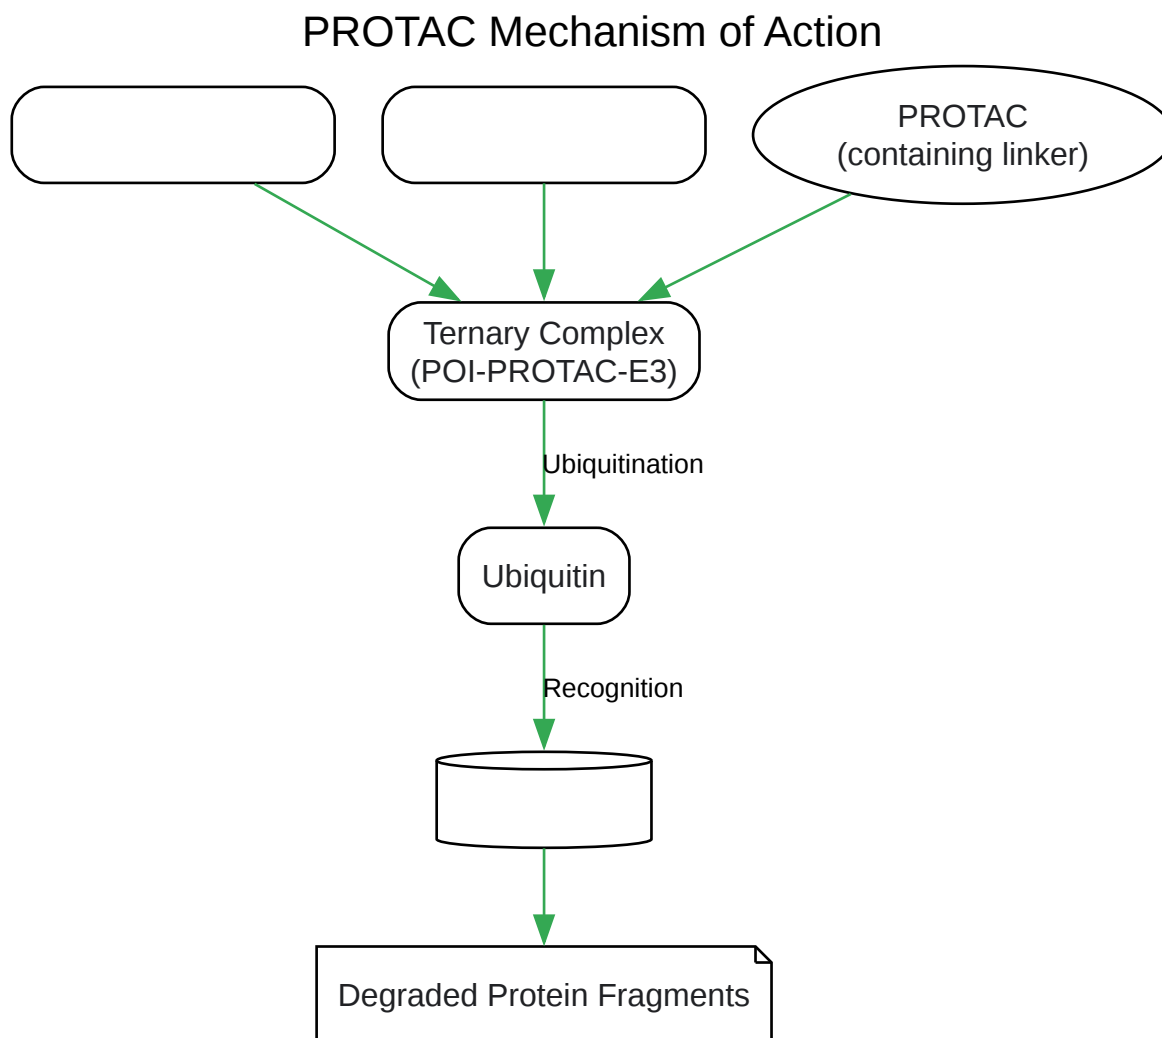 PROTAC Mechanism of Action
PROTAC
(containing linker)
Ternary Complex
(POI-PROTAC-E3)
Ubiquitination
Ubiquitin
Recognition
Degraded Protein Fragments